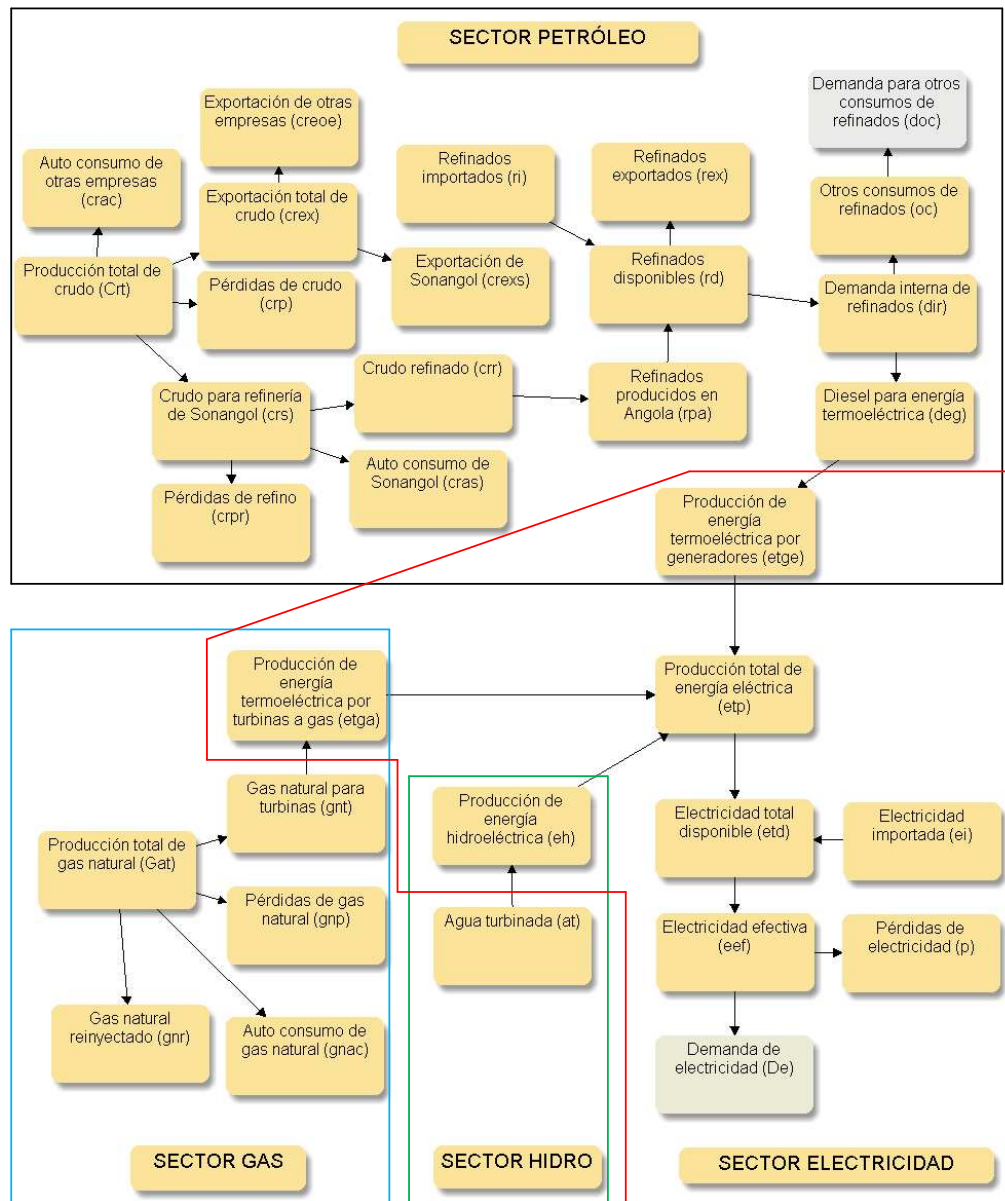 SECTOR PETRÓLEO
Demanda para otros
consumos de
refinados (doc)
Exportación de otras
empresas (creoe)
Auto consumo de
otras empresas
(crac)
Refinados
importados (ri)
Refinados
exportados (rex)
Otros consumos de
refinados (oc)
Exportación total de
crudo (crex)
Producción total de
crudo (Crt)
Pérdidas de crudo
(crp)
Exportación de
Sonangol (crexs)
Refinados
disponibles (rd)
Demanda interna de
refinados (dir)
Crudo para refinería
de Sonangol (crs)
Crudo refinado (crr)
Refinados
producidos en
Angola (rpa)
Diesel para energía
termoeléctrica (deg)
Auto consumo de
Sonangol (cras)
Pérdidas de refino
(crpr)
Producción de
energía
termoeléctrica por
generadores (etge)
Producción de
energía
termoeléctrica por
turbinas a gas (etga)
Producción total de
energía eléctrica
(etp)
Gas natural para
turbinas (gnt)
Producción de
energía
hidroeléctrica (eh)
Electricidad total
disponible (etd)
Electricidad
importada (ei)
Producción total de
gas natural (Gat)
Pérdidas de gas
natural (gnp)
Agua turbinada (at)
Electricidad efectiva
(eef)
Pérdidas de
electricidad (p)
Gas natural
reinyectado (gnr)
Auto consumo de
gas natural (gnac)
Demanda de
electricidad (De)
SECTOR GAS
SECTOR HIDRO
SECTOR ELECTRICIDAD